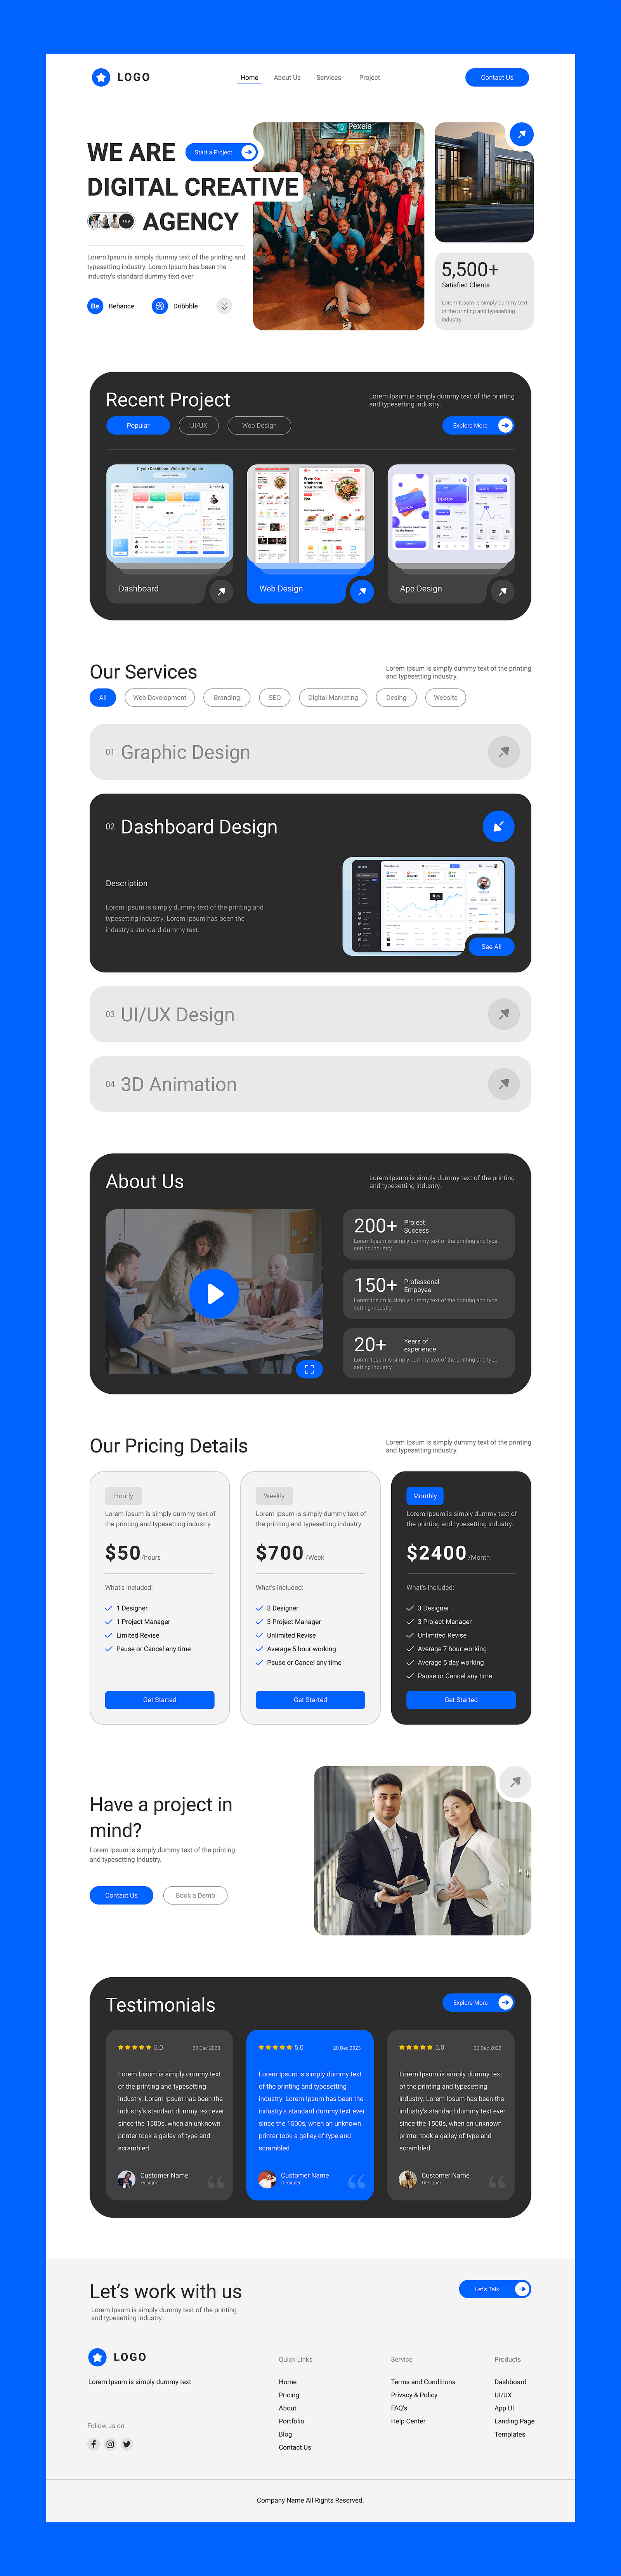 LOGO
Home
About Us
Services
Project
Contact Us
WE ARE
Start a Project
DIGITAL CREATIVE
AGENCY
Lorem Ipsum is simply dummy text of the printing and
typesetting industry. Lorem Ipsum has been the
industry's standard dummy text ever
Bē
Behance
Dribbble
Pexels
5,500+
Satisfied Clients
Lorem Ipsum is simply dummy text
of the printing and typesetting
industry.
Recent Project
Lorem Ipsum is simply dummy text of the printing
and typesetting industry.
Popular
UI/UX
Web Design
Explore More
Crypto Dashboard Website Template
From Our
Kitchen to
Your Table
Dashboard
Web Design
App Design
Our Services
Lorem Ipsum is simply dummy text of the printing
and typesetting industry.
All
Web Development
Branding
SEO
Digital Marketing
Desing
Website
01 Graphic Design
02 Dashboard Design
Description
Lorem Ipsum is simply dummy text of the printing and
typesetting industry. Lorem Ipsum has been the
industry's standard dummy text.
Dashboard
See All
03 UI/UX Design
04 3D Animation
About Us
Lorem Ipsum is simply dummy text of the printing
and typesetting industry.
200+
Project
Success
Lorem Ipsum is simply dummy text of the printing and type
setting industry.
150+
Professonal
Empbyee
Lorem Ipsum is simply dummy text of the printing and type
setting industry.
20+
Years of
experience
Lorem Ipsum is simply dummy text of the printing and type
setting industry.
Our Pricing Details
Lorem Ipsum is simply dummy text of the printing
and typesetting industry.
Hourly
Lorem Ipsum is simply dummy text of
the printing and typesetting industry.
$50/hours
What's included:
1 Designer
1 Project Manager
Limited Revise
Pause or Cancel any time
Get Started
Weekly
Lorem Ipsum is simply dummy text of
the printing and typesetting industry.
$700/Week
What's included:
3 Designer
3 Project Manager
Unlimited Revise
Average 5 hour working
Pause or Cancel any time
Get Started
Monthly
Lorem Ipsum is simply dummy text of
the printing and typesetting industry.
$2400/Month
What's included:
3 Designer
3 Project Manager
Unlimited Revise
Average 7 hour working
Average 5 day working
Pause or Cancel any time
Get Started
Have a project in
mind?
Lorem Ipsum is simply dummy text of the printing
and typesetting industry.
Contact Us
Book a Demo
Testimonials
Explore More
5.0
20 Dec 2023
Lorem Ipsum is simply dummy text
of the printing and typesetting
industry. Lorem Ipsum has been the
industry's standard dummy text ever
since the 1500s, when an unknown
printer took a galley of type and
scrambled
Customer Name
Designer
5.0
20 Dec 2023
Lorem Ipsum is simply dummy text
of the printing and typesetting
industry. Lorem Ipsum has been the
industry's standard dummy text ever
since the 1500s, when an unknown
printer took a galley of type and
scrambled
Customer Name
Designer
5.0
20 Dec 2023
Lorem Ipsum is simply dummy text
of the printing and typesetting
industry. Lorem Ipsum has been the
industry's standard dummy text ever
since the 1500s, when an unknown
printer took a galley of type and
scrambled
Customer Name
Designer
Let's work with us
Lorem Ipsum is simply dummy text of the printing
and typesetting industry.
Let's Talk
LOGO
Lorem Ipsum is simply dummy text
Follow us on:
Quick Links
Home
Pricing
About
Portfolio
Blog
Contact Us
Service
Terms and Conditions
Privacy & Policy
FAQ's
Help Center
Products
Dashboard
UI/UX
App UI
Landing Page
Templates
Company Name All Rights Reserved.